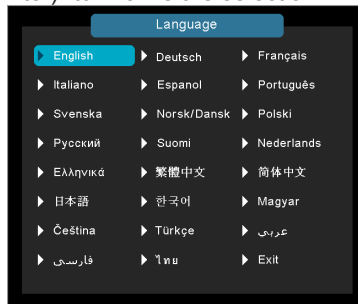 Language
English Deutsch Français
Italiano Espanol Português
Svenska Norsk/Dansk Polski
Русский Suomi Nederlands
Ελληνικά 繁體中文 简体中文
日本語 한국어 Magyar
Čeština Türkçe عربي
فارسی ไทย Exit